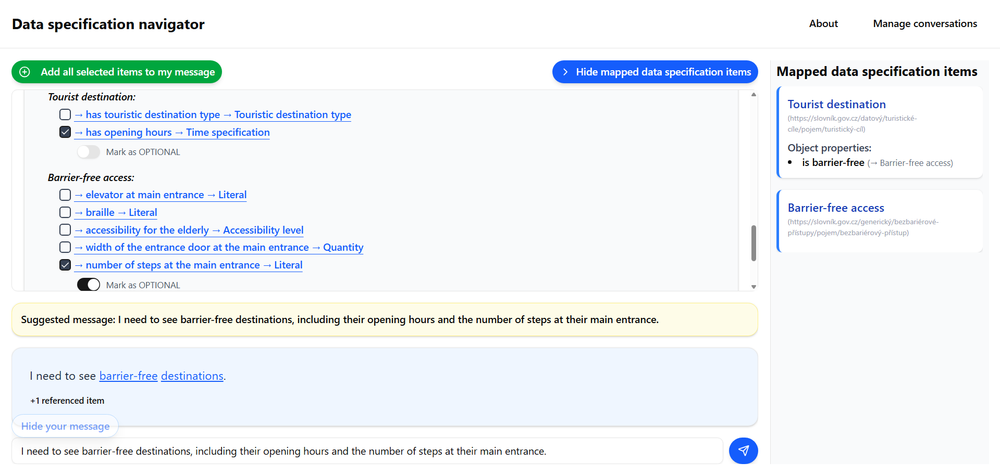 Data specification navigator
About
Manage conversations
Add all selected items to my message
Hide mapped data specification items
Tourist destination:
→ has touristic destination type → Touristic destination type
→ has opening hours → Time specification
Mark as OPTIONAL
Barrier-free access:
→ elevator at main entrance → Literal
→ braille → Literal
→ accessibility for the elderly → Accessibility level
→ width of the entrance door at the main entrance → Quantity
→ number of steps at the main entrance → Literal
Mark as OPTIONAL
Suggested message: I need to see barrier-free destinations, including their opening hours and the number of steps at their main entrance.
I need to see barrier-free destinations.
+1 referenced item
Hide your message
I need to see barrier-free destinations, including their opening hours and the number of steps at their main entrance.
Mapped data specification items
Tourist destination
(https://slovník.gov.cz/datový/turistické-
cíle/pojem/turistický-cíl)
Object properties:
• is barrier-free (→ Barrier-free access)
Barrier-free access
(https://slovník.gov.cz/generický/bezbariérové-
přístupy/pojem/bezbariérový-přístup)